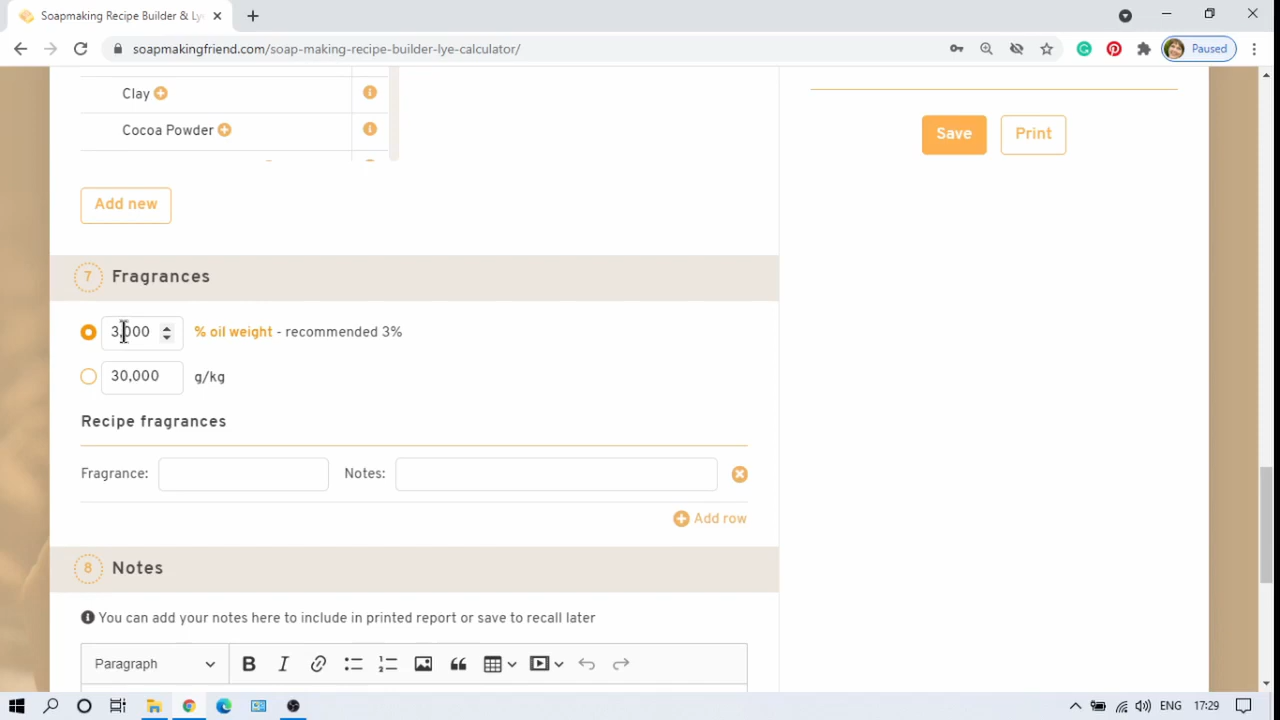 Soapmaking Recipe Builder & Lye
soapmakingfriend.com/soap-making-recipe-builder-lye-calculator/
Paused
Clay
Cocoa Powder
Save
Print
Add new
7 Fragrances
3,000 % oil weight - recommended 3%
30,000 g/kg
Recipe fragrances
Fragrance: Notes:
Add row
8 Notes
You can add your notes here to include in printed report or save to recall later
Paragraph B I
ENG 17:29